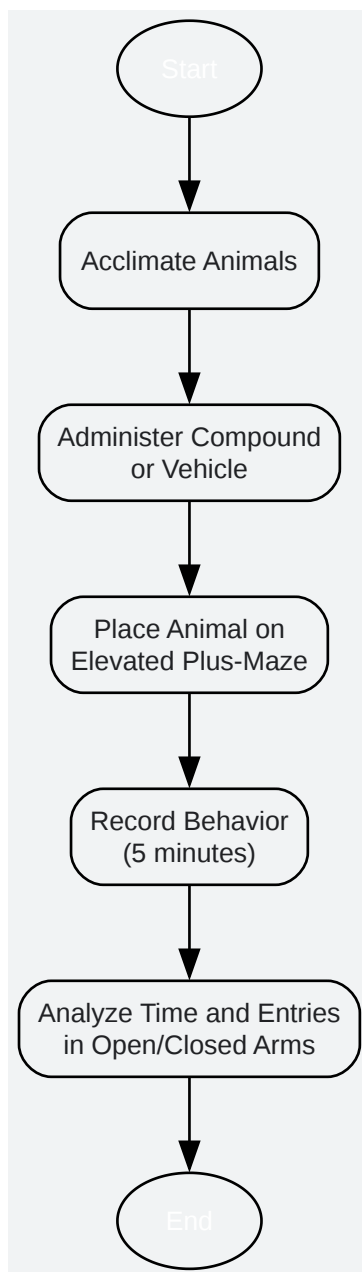 Start
Acclimate Animals
Administer Compound
or Vehicle
Place Animal on
Elevated Plus-Maze
Record Behavior
(5 minutes)
Analyze Time and Entries
in Open/Closed Arms
End